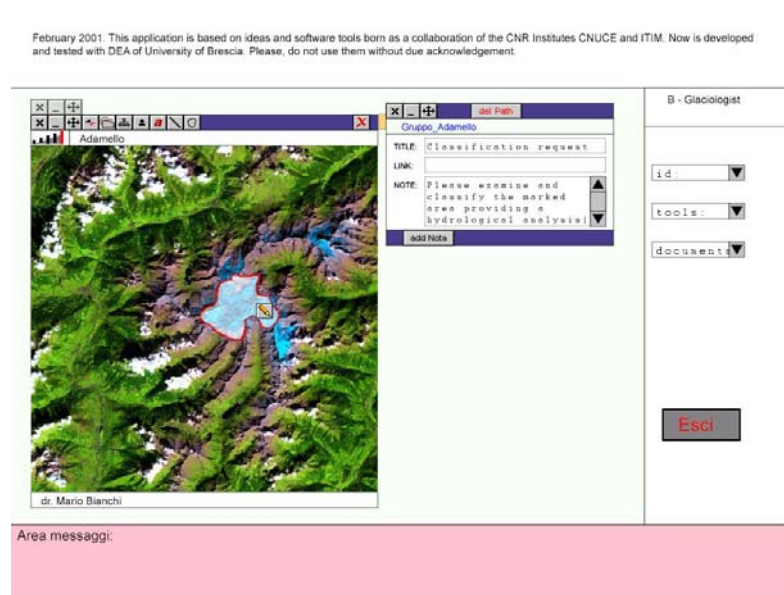 February 2001. This application is based on ideas and software tools born as a collaboration of the CNR Institutes CNUCE and ITIM. Now is developed
and tested with DEA of University of Brescia. Please, do not use them without due acknowledgement.
B - Glaciologist
del Path
Adamello
Gruppo_Adamello
TITLE: Classification request
LINK:
NOTE: Please examine and
classify the marked
area providing a
hydrological analysis
add Nota
id:
tools:
document
Esci
dr. Mario Bianchi
Area messaggi: